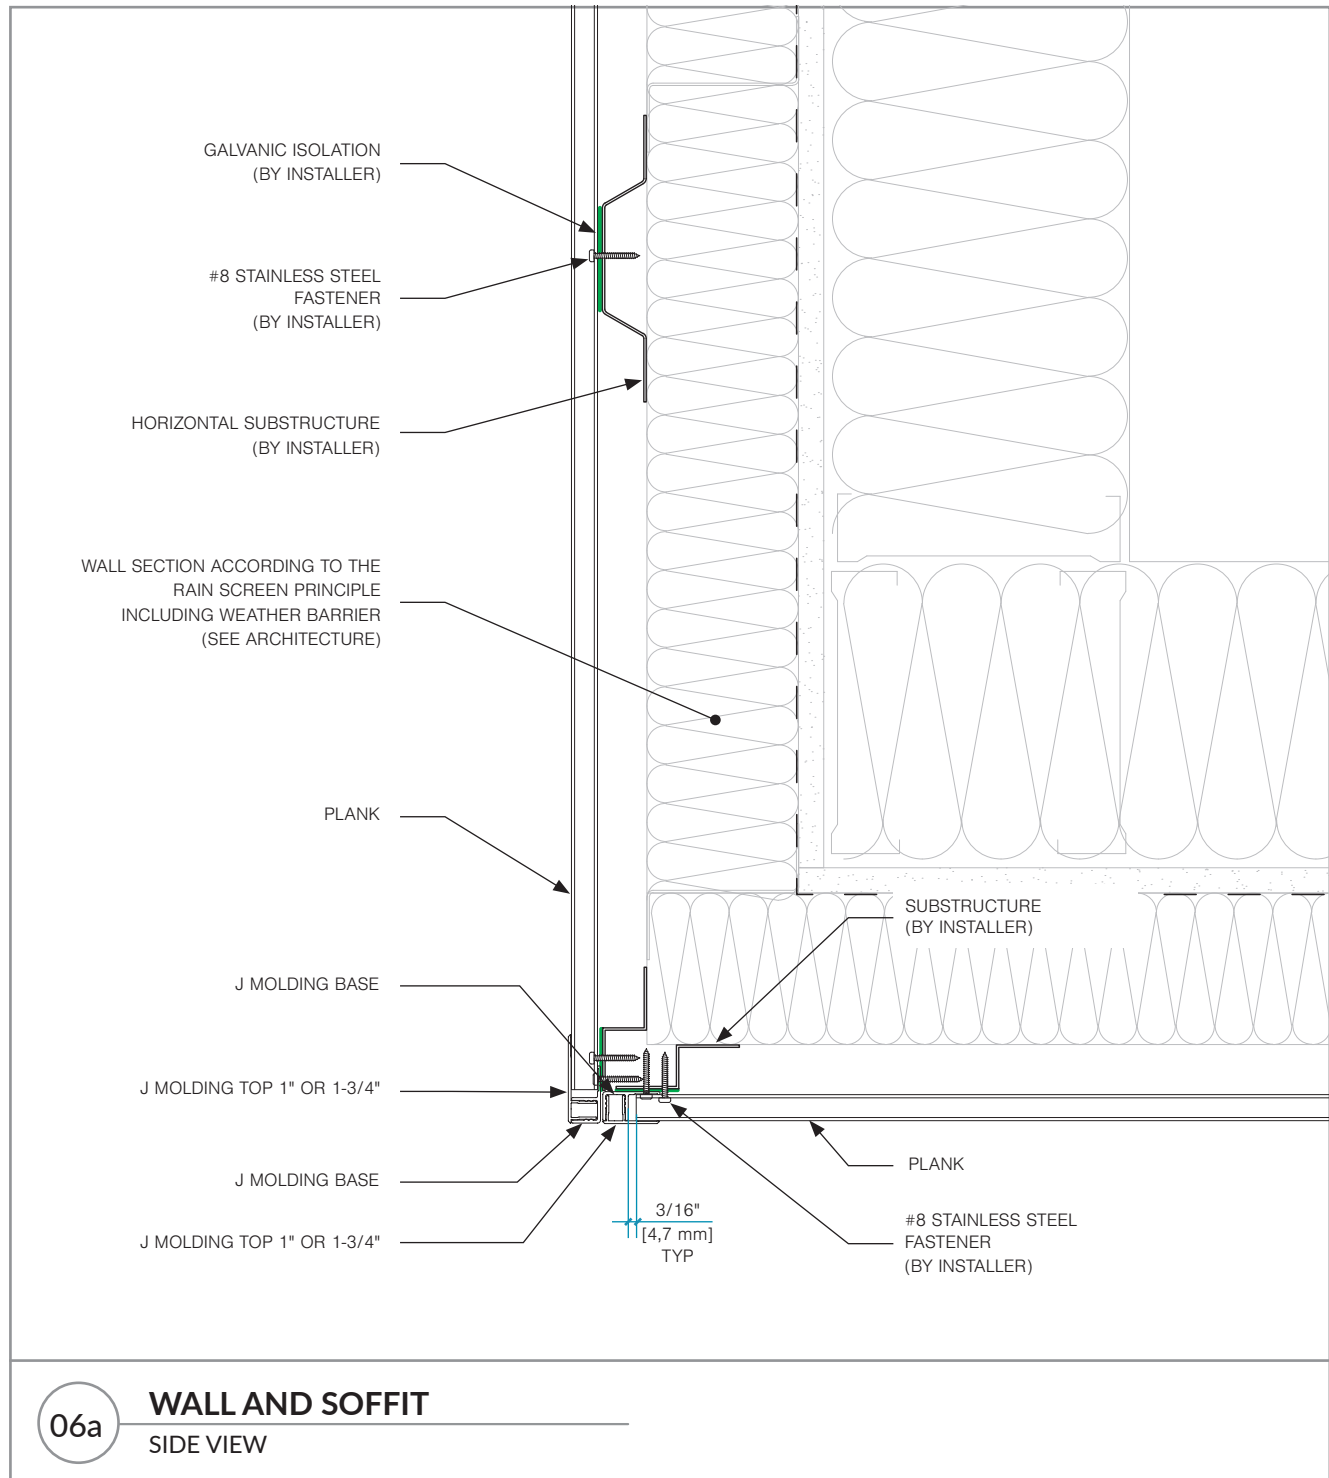 GALVANIC ISOLATION
(BY INSTALLER)
#8 STAINLESS STEEL
FASTENER
(BY INSTALLER)
HORIZONTAL SUBSTRUCTURE
(BY INSTALLER)
WALL SECTION ACCORDING TO THE
RAIN SCREEN PRINCIPLE
INCLUDING WEATHER BARRIER
(SEE ARCHITECTURE)
PLANK
SUBSTRUCTURE
(BY INSTALLER)
J MOLDING BASE
J MOLDING TOP 1" OR 1-3/4"
J MOLDING BASE
J MOLDING TOP 1" OR 1-3/4"
3/16"
[4,7 mm]
TYP
PLANK
#8 STAINLESS STEEL
FASTENER
(BY INSTALLER)
06a
WALL AND SOFFIT
SIDE VIEW